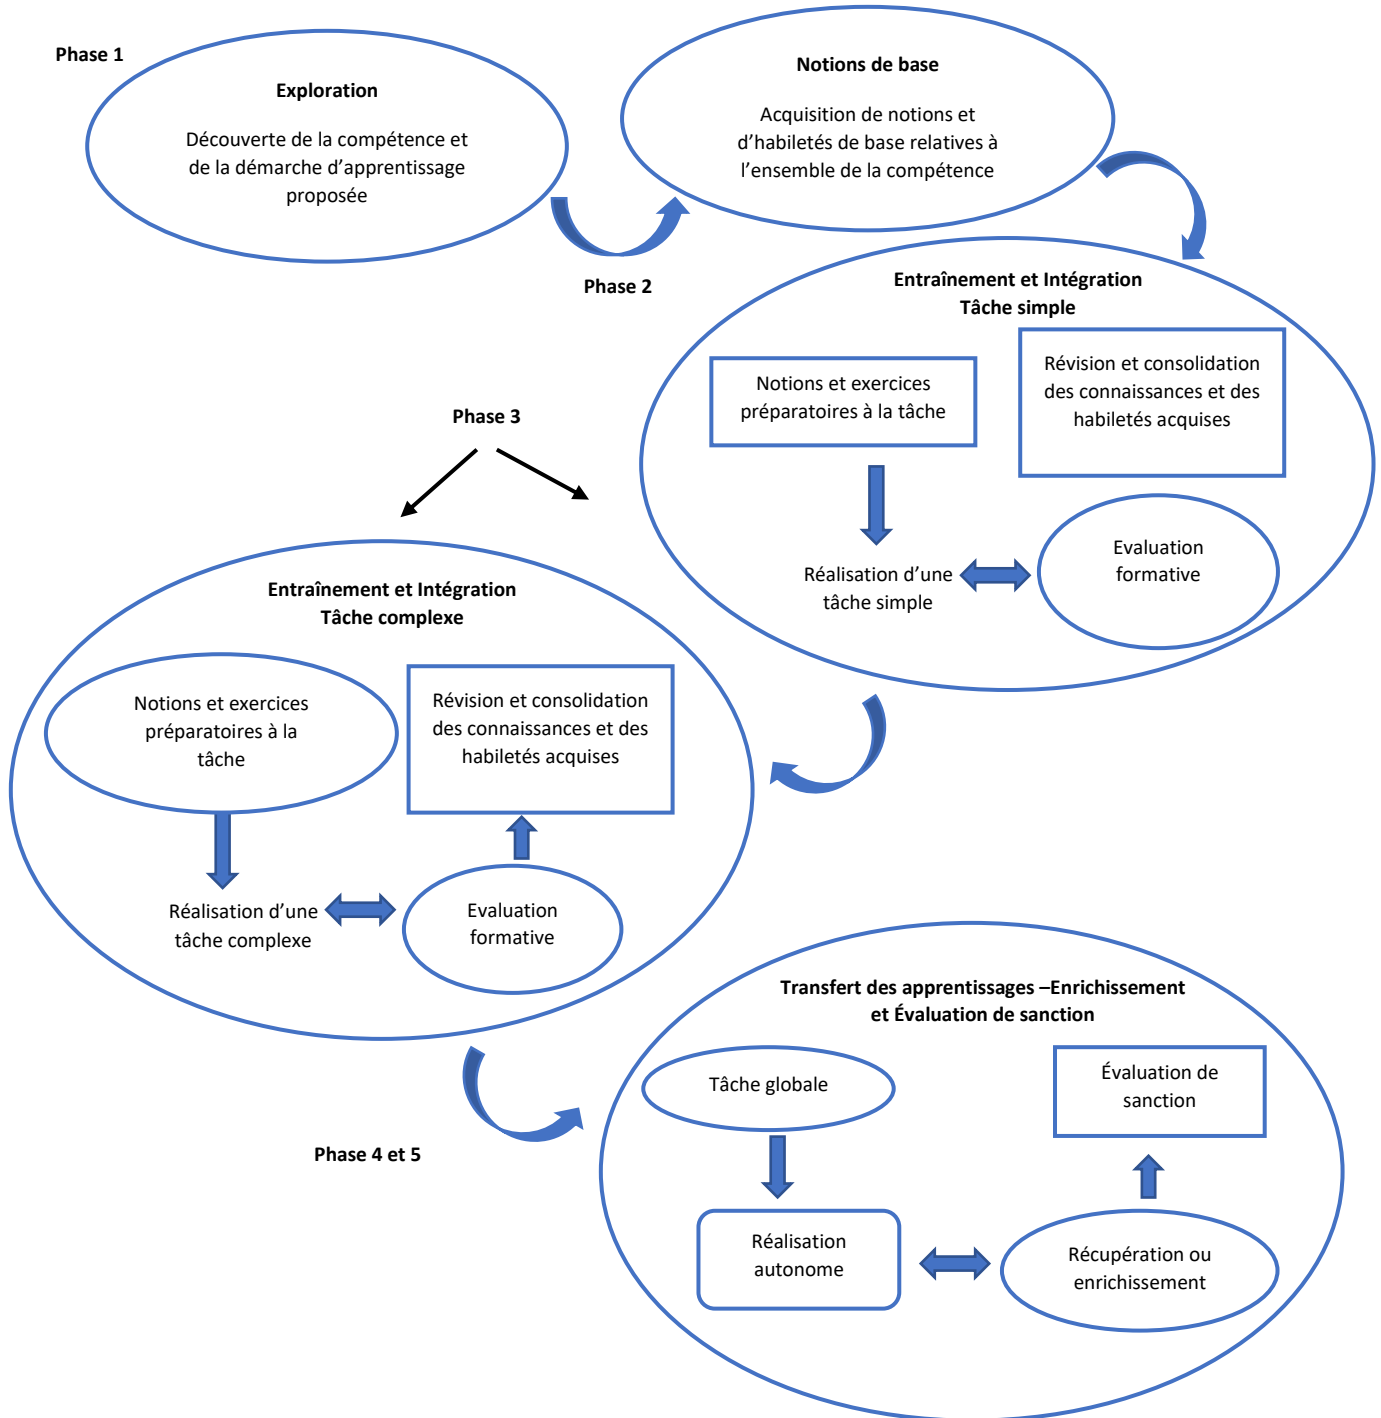 Phase 1
Exploration
Découverte de la compétence et
de la démarche d’apprentissage
proposée
Notions de base
Acquisition de notions et
d’habiletés de base relatives à
l’ensemble de la compétence
Phase 2
Entraînement et Intégration
Tâche simple
Notions et exercices
préparatoires à la tâche
Révision et consolidation
des connaissances et des
habiletés acquises
Réalisation d’une
tâche simple
Evaluation
formative
Phase 3
Entraînement et Intégration
Tâche complexe
Notions et exercices
préparatoires à la
tâche
Révision et consolidation
des connaissances et des
habiletés acquises
Réalisation d’une
tâche complexe
Evaluation
formative
Phase 4 et 5
Transfert des apprentissages –Enrichissement
et Évaluation de sanction
Tâche globale
Évaluation de
sanction
Réalisation
autonome
Récupération ou
enrichissement